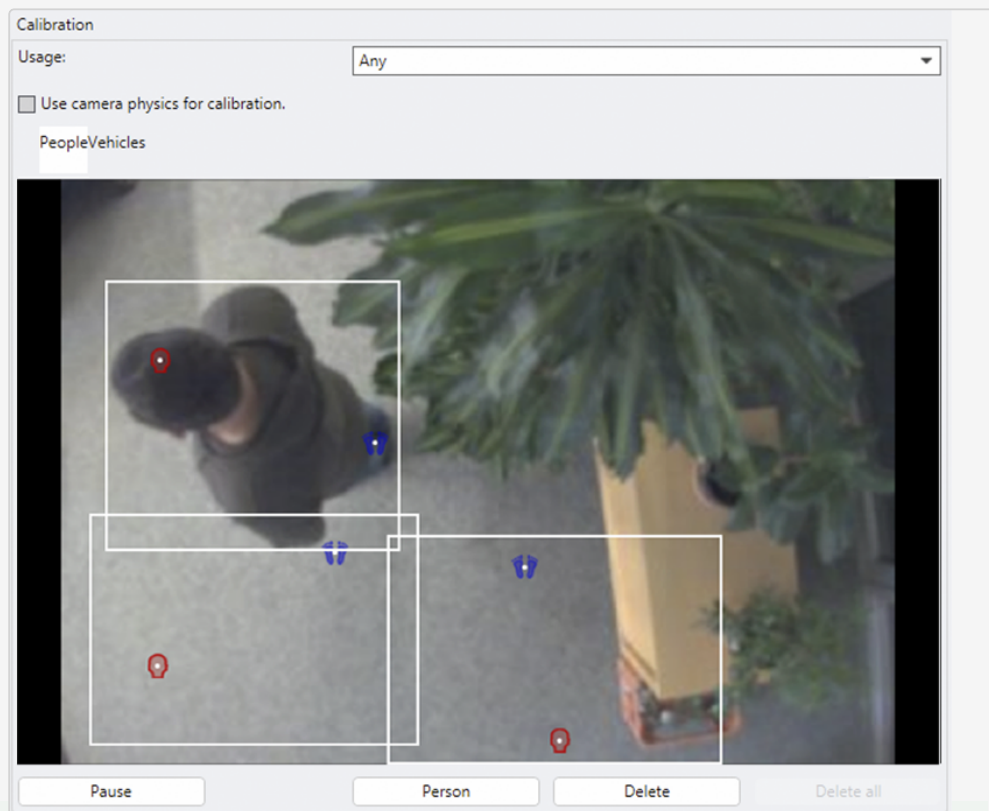 Calibration
Usage: Any
Use camera physics for calibration.
PeopleVehicles
Pause Person Delete Delete all